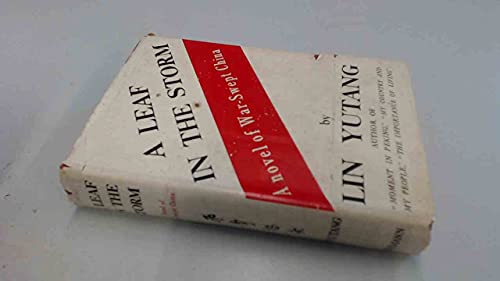 A LEAF
IN THE STORM
A novel of War-Swept China
by
LIN YUTANG
AUTHOR OF
"MOMENT IN PEKING," "MY COUNTRY AND
MY PEOPLE," "THE IMPORTANCE OF LIVING"
LEAF
IN THE
STORM